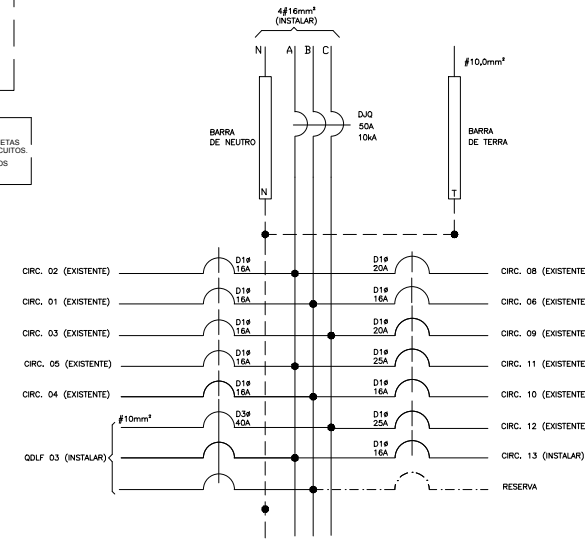 4#16mm²
(INSTALAR)
N A B C
#10,0mm²
ETAS
CUITOS.
OS
BARRA
DE NEUTRO
DJQ
50A
10kA
BARRA
DE TERRA
N
T
CIRC. 02 (EXISTENTE)
D1ø
16A
D1ø
20A
CIRC. 08 (EXISTENTE
CIRC. 01 (EXISTENTE)
D1ø
16A
D1ø
16A
CIRC. 06 (EXISTENTE
CIRC. 03 (EXISTENTE)
D1ø
16A
D1ø
20A
CIRC. 09 (EXISTENTE
CIRC. 05 (EXISTENTE)
D1ø
16A
D1ø
25A
CIRC. 11 (EXISTENTE
CIRC. 04 (EXISTENTE)
D1ø
16A
D1ø
16A
CIRC. 10 (EXISTENTE
#10mm²
D3ø
40A
D1ø
25A
CIRC. 12 (EXISTENTE
QDLF 03 (INSTALAR)
D1ø
16A
CIRC. 13 (INSTALAR)
RESERVA